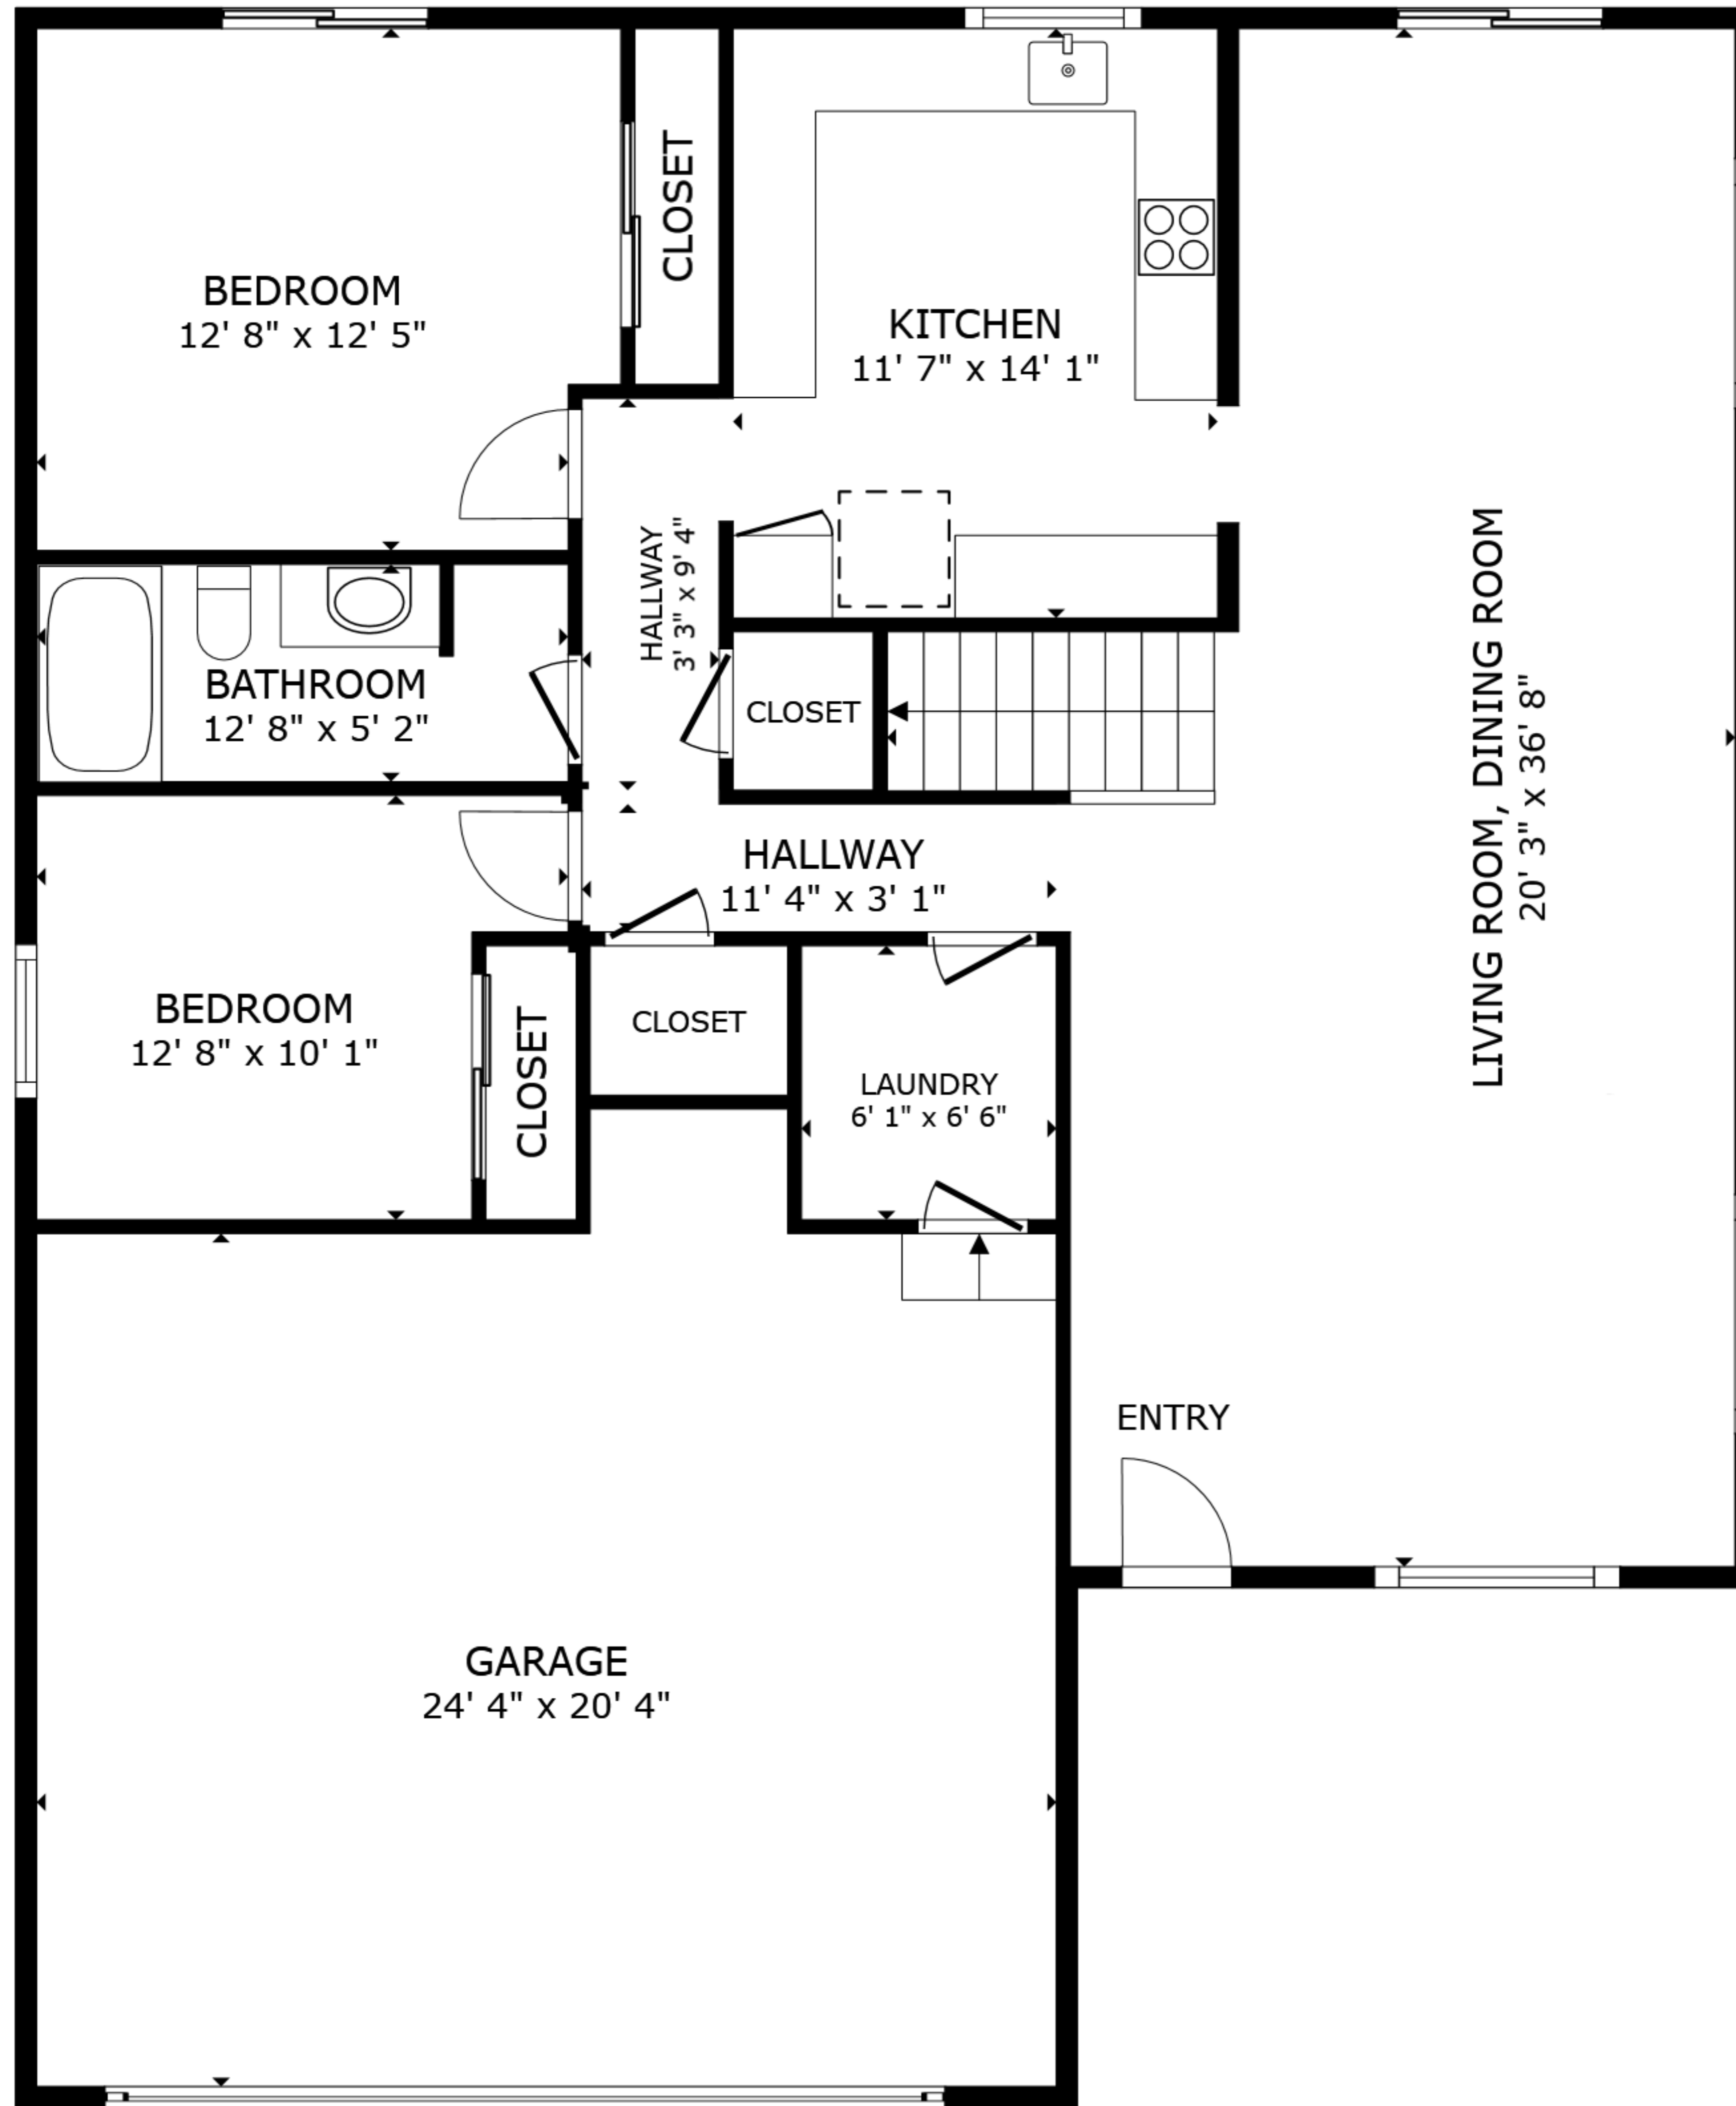 CLOSET
BEDROOM
12' 8" x 12' 5"
KITCHEN
11' 7" x 14' 1"
HALLWAY
3' 3" x 9' 4"
LIVING ROOM, DINING ROOM
20' 3" x 36' 8"
BATHROOM
12' 8" x 5' 2"
CLOSET
HALLWAY
11' 4" x 3' 1"
BEDROOM
12' 8" x 10' 1"
CLOSET
CLOSET
LAUNDRY
6' 1" x 6' 6"
ENTRY
GARAGE
24' 4" x 20' 4"